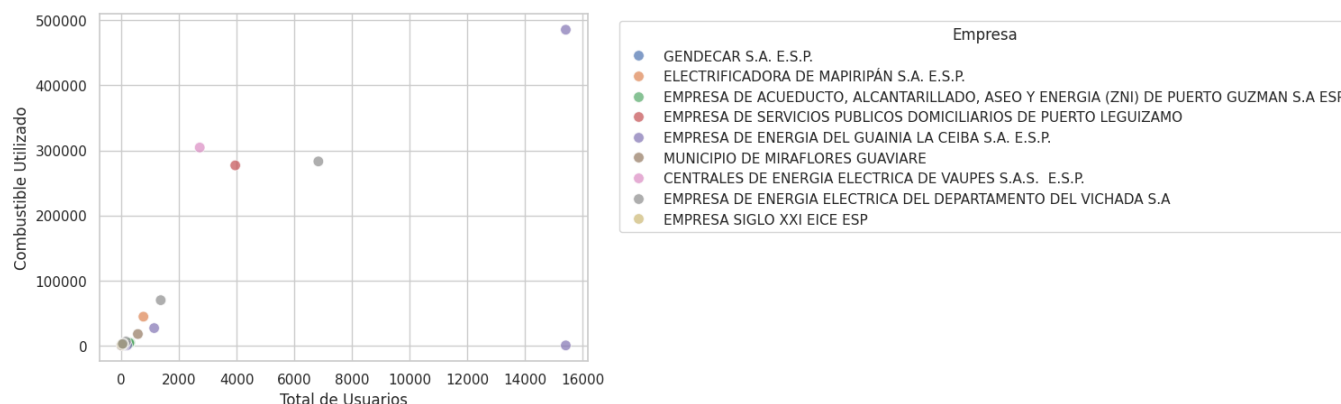 500000
400000
300000
200000
100000
0
Combustible Utilizado
0 2000 4000 6000 8000 10000 12000 14000 16000
Total de Usuarios
Empresa
GENDECAR S.A. E.S.P.
ELECTRIFICADORA DE MAPIRIPÁN S.A. E.S.P.
EMPRESA DE ACUEDUCTO, ALCANTARILLADO, ASEO Y ENERGIA (ZNI) DE PUERTO GUZMAN S.A ESP
EMPRESA DE SERVICIOS PUBLICOS DOMICILIARIOS DE PUERTO LEGUIZAMO
EMPRESA DE ENERGIA DEL GUAINIA LA CEIBA S.A. E.S.P.
MUNICIPIO DE MIRAFLORES GUAVIARE
CENTRALES DE ENERGIA ELECTRICA DE VAUPES S.A.S. E.S.P.
EMPRESA DE ENERGIA ELECTRICA DEL DEPARTAMENTO DEL VICHADA S.A
EMPRESA SIGLO XXI EICE ESP